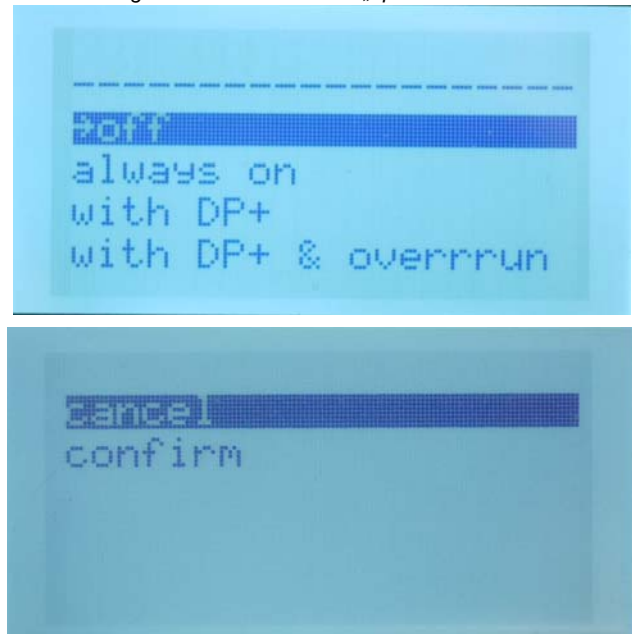 --------------------
→off
always on
with DP+
with DP+ & overrrun
cancel
confirm